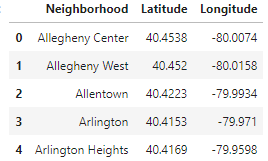 Neighborhood Latitude Longitude
0 Allegheny Center 40.4538 -80.0074
1 Allegheny West 40.452 -80.0158
2 Allentown 40.4223 -79.9934
3 Arlington 40.4153 -79.971
4 Arlington Heights 40.4169 -79.9598